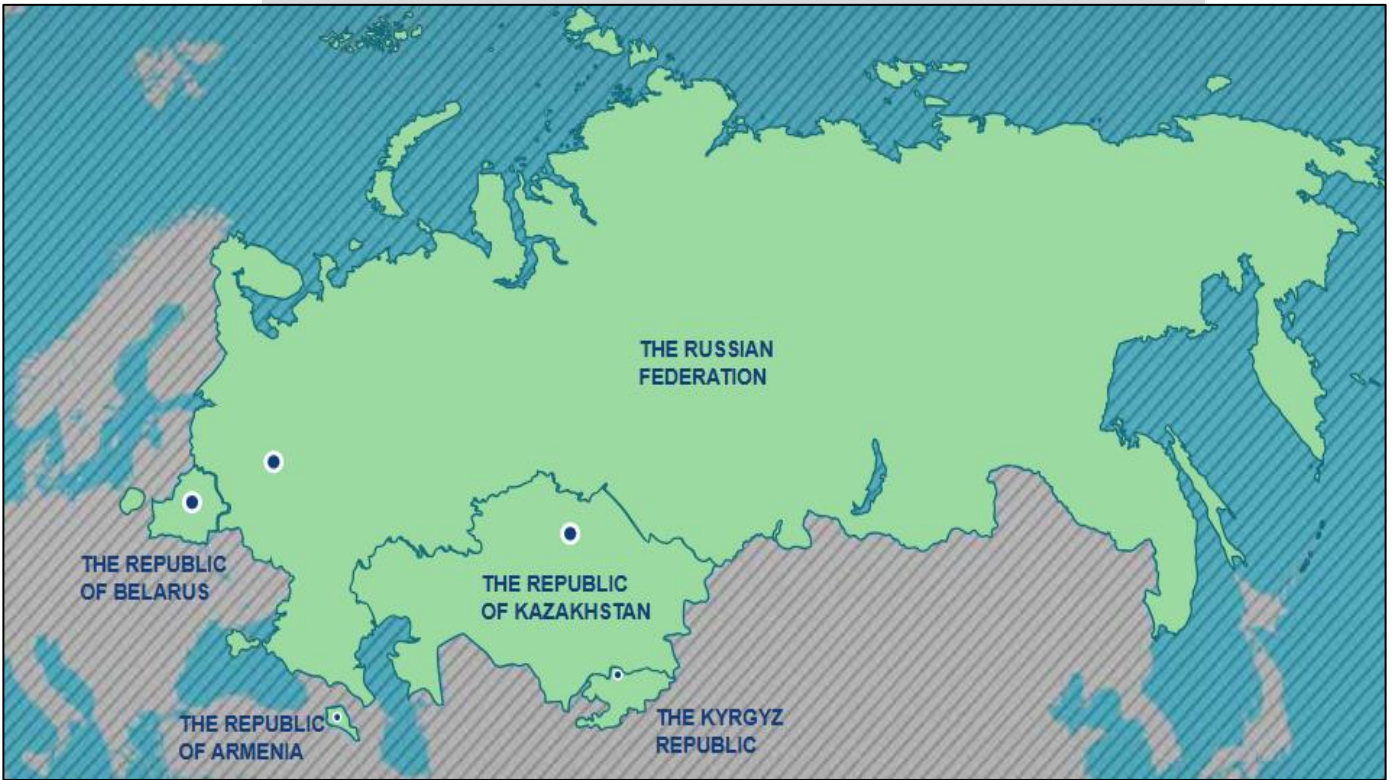 THE RUSSIAN
FEDERATION
THE REPUBLIC
OF BELARUS
THE REPUBLIC
OF KAZAKHSTAN
THE REPUBLIC
OF ARMENIA
THE KYRGYZ
REPUBLIC